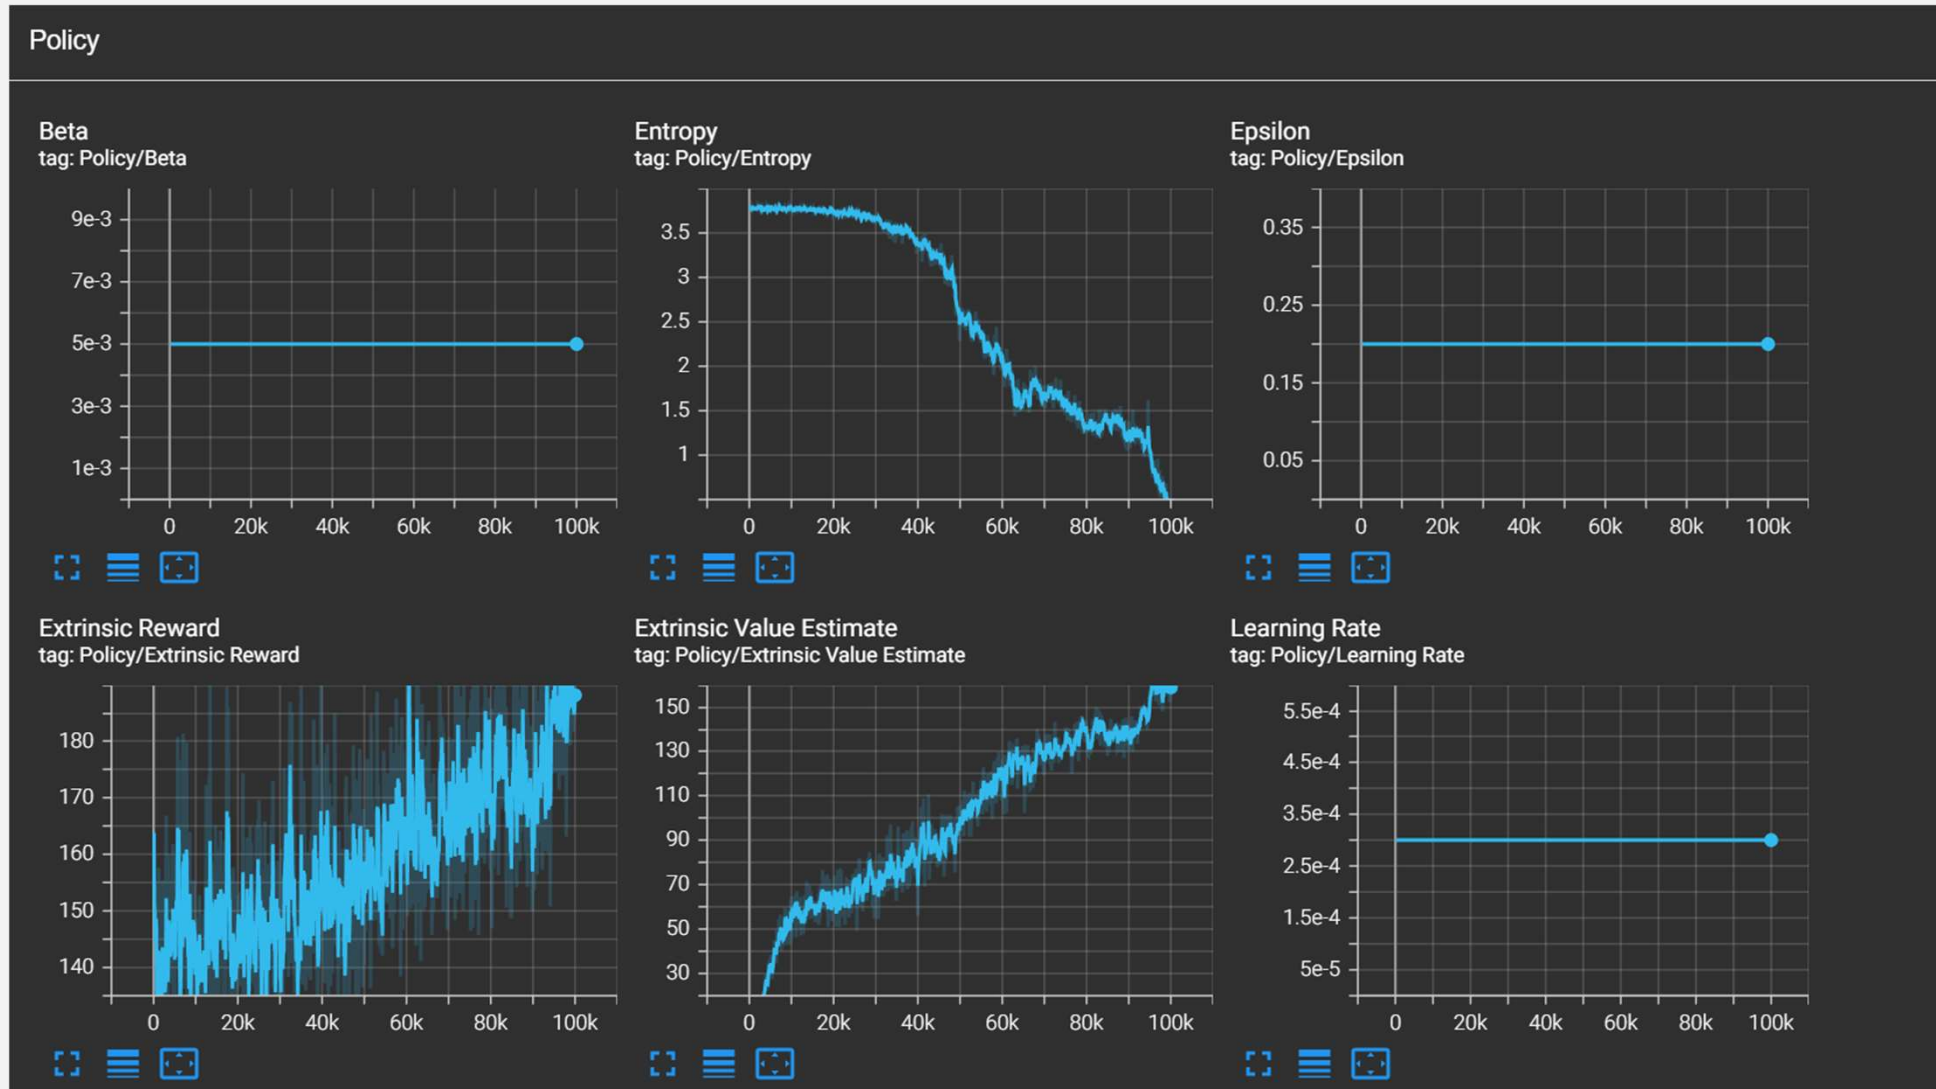 Policy
Beta
tag: Policy/Beta
9e-3
7e-3
5e-3
3e-3
1e-3
0 20k 40k 60k 80k 100k
Entropy
tag: Policy/Entropy
3.5
3
2.5
2
1.5
1
0 20k 40k 60k 80k 100k
Epsilon
tag: Policy/Epsilon
0.35
0.25
0.15
0.05
0 20k 40k 60k 80k 100k
Extrinsic Reward
tag: Policy/Extrinsic Reward
180
170
160
150
140
0 20k 40k 60k 80k 100k
Extrinsic Value Estimate
tag: Policy/Extrinsic Value Estimate
150
130
110
90
70
50
30
0 20k 40k 60k 80k 100k
Learning Rate
tag: Policy/Learning Rate
5.5e-4
4.5e-4
3.5e-4
2.5e-4
1.5e-4
5e-5
0 20k 40k 60k 80k 100k